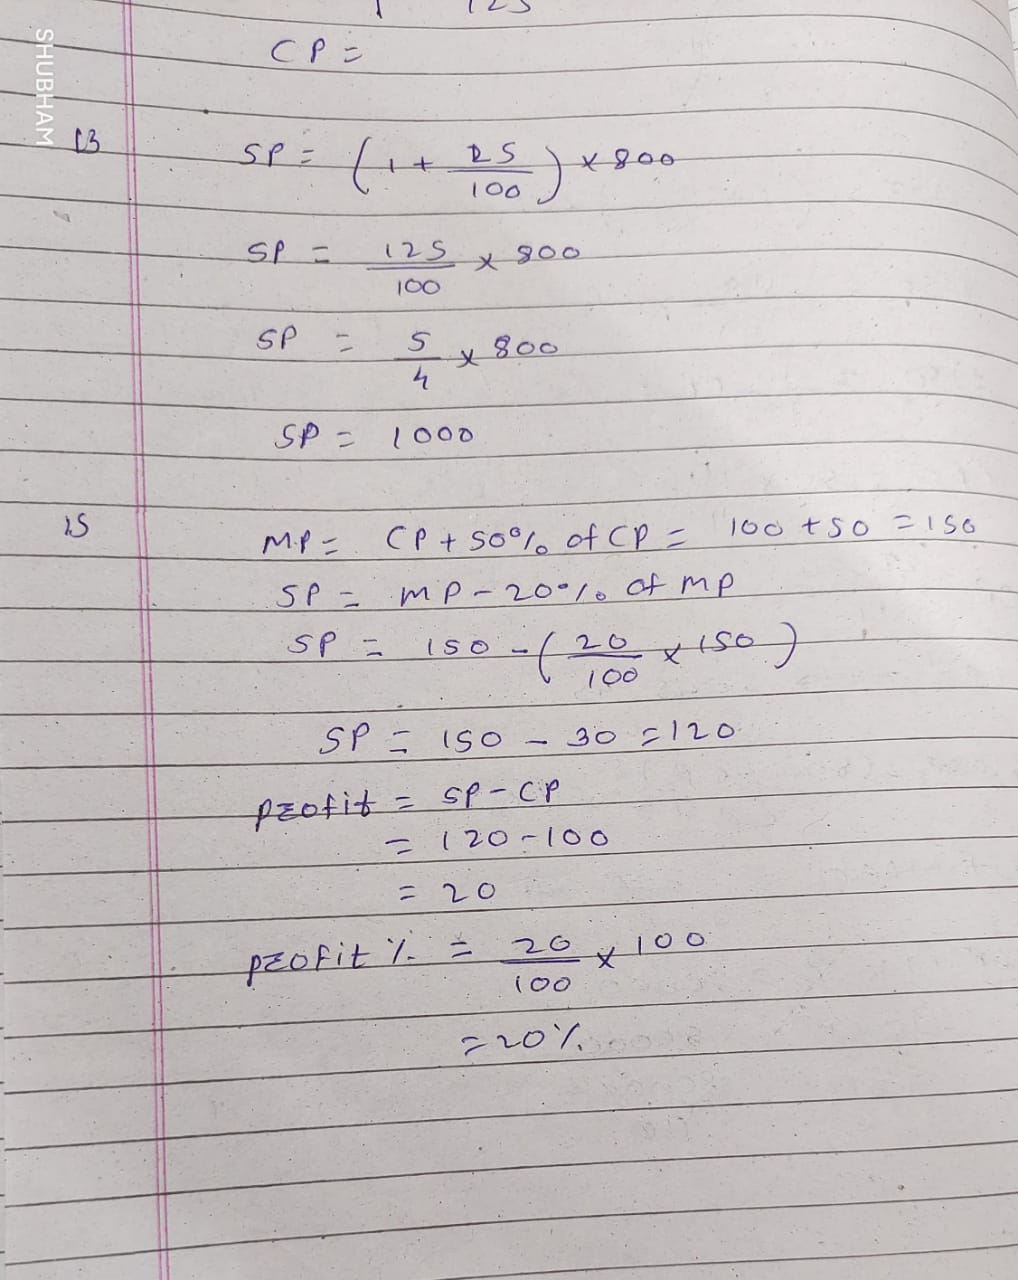 125
CP =
SHUBHAM
13 SP = (1 + 25/100) × 800
SP = 125/100 × 800
SP = 5/4 × 800
SP = 1000
15 M.P = CP + 50% of CP = 100 + 50 = 150
SP = MP - 20% of MP
SP = 150 - (20/100 × 150)
SP = 150 - 30 = 120
profit = SP - CP
= 120 - 100
= 20
profit % = 20/100 × 100
= 20%